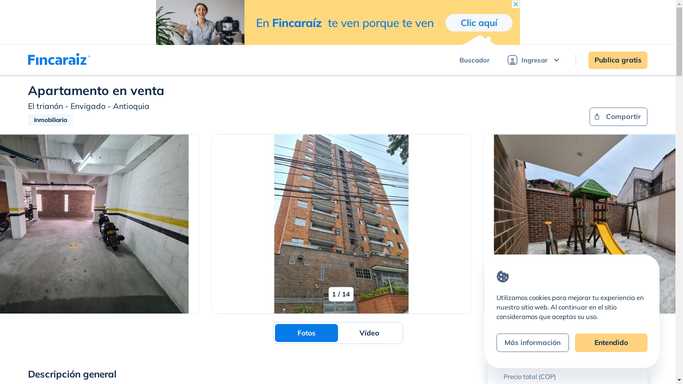 En Fincaraíz te ven porque te ven
Clic aquí
Fincaraíz
Buscador
Ingresar
Publica gratis
Apartamento en venta
El trianón - Envigado - Antioquia
Inmobiliaria
Compartir
1 / 14
Utilizamos cookies para mejorar tu experiencia en
nuestro sitio web. Al continuar en el sitio
consideramos que aceptas su uso.
Más información
Entendido
Fotos
Vídeo
Descripción general
Precio total (COP)